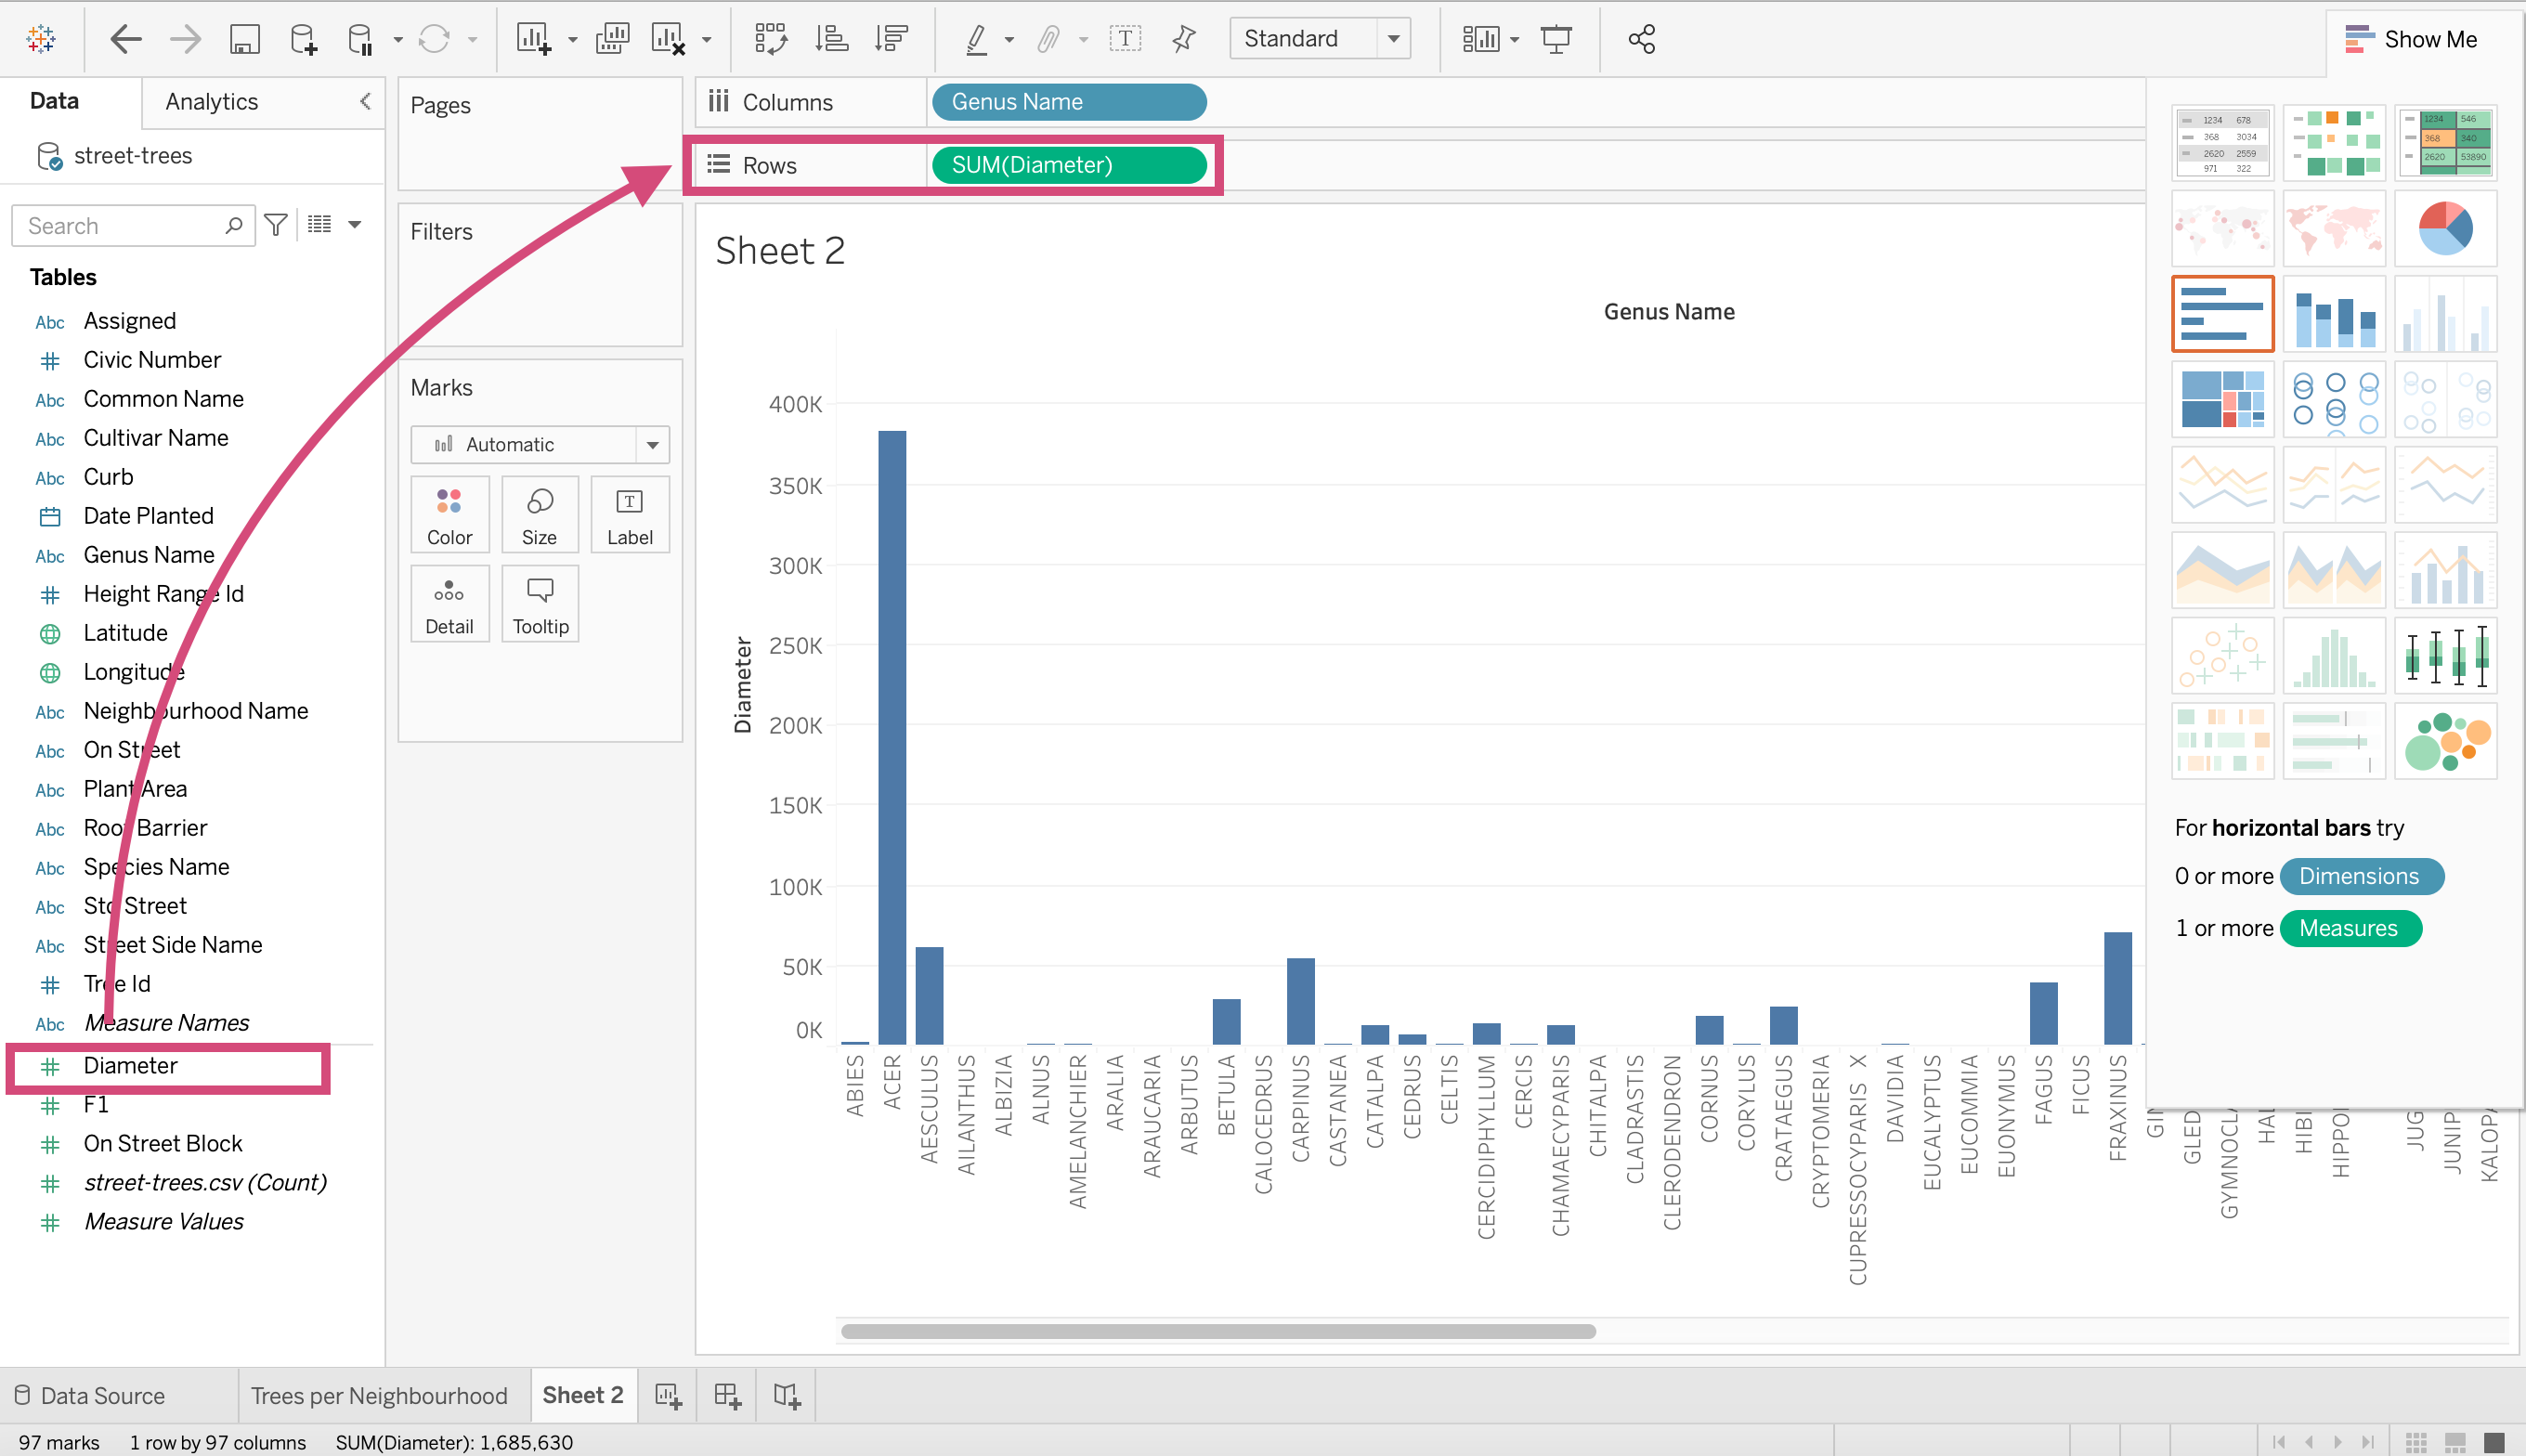 Standard
Show Me
Data
Analytics
street-trees
Search
Tables
Abc Assigned
Civic Number
Abc Common Name
Abc Cultivar Name
Abc Curb
Date Planted
Abc Genus Name
Height Range Id
Latitude
Longitude
Abc Neighbourhood Name
Abc On Street
Abc Plant Area
Abc Root Barrier
Abc Species Name
Abc Std Street
Abc Street Side Name
Tree Id
Abc Measure Names
Diameter
F1
On Street Block
street-trees.csv (Count)
Measure Values
Pages
Filters
Marks
Automatic
Color Size Label
Detail Tooltip
Columns Genus Name
Rows SUM(Diameter)
Sheet 2
Genus Name
Diameter
400K
350K
300K
250K
200K
150K
100K
50K
0K
ABIES
ACER
AESCULUS
AILANTHUS
ALBIZIA
ALNUS
AMELANCHIER
ARALIA
ARAUCARIA
ARBUTUS
BETULA
CALOCEDRUS
CARPINUS
CASTANEA
CATALPA
CEDRUS
CELTIS
CERCIDIPHYLLUM
CERCIS
CHAMAECYPARIS
CHITALPA
CLADRASTIS
CLERODENDRON
CORNUS
CORYLUS
CRATAEGUS
CRYPTOMERIA
CUPRESSOCYPARIS X
DAVIDIA
EUCALYPTUS
EUCOMMIA
EUONYMUS
FAGUS
FICUS
FRAXINUS
GIN
GLED
GYMNOCL
HAL
HIBI
HIPPO
JUG
JUNIP
KALOPA
1234 678
368 3034
2620 2559
971 322
1234 546
368 340
2620 53890
For horizontal bars try
0 or more Dimensions
1 or more Measures
Data Source
Trees per Neighbourhood
Sheet 2
97 marks 1 row by 97 columns SUM(Diameter): 1,685,630